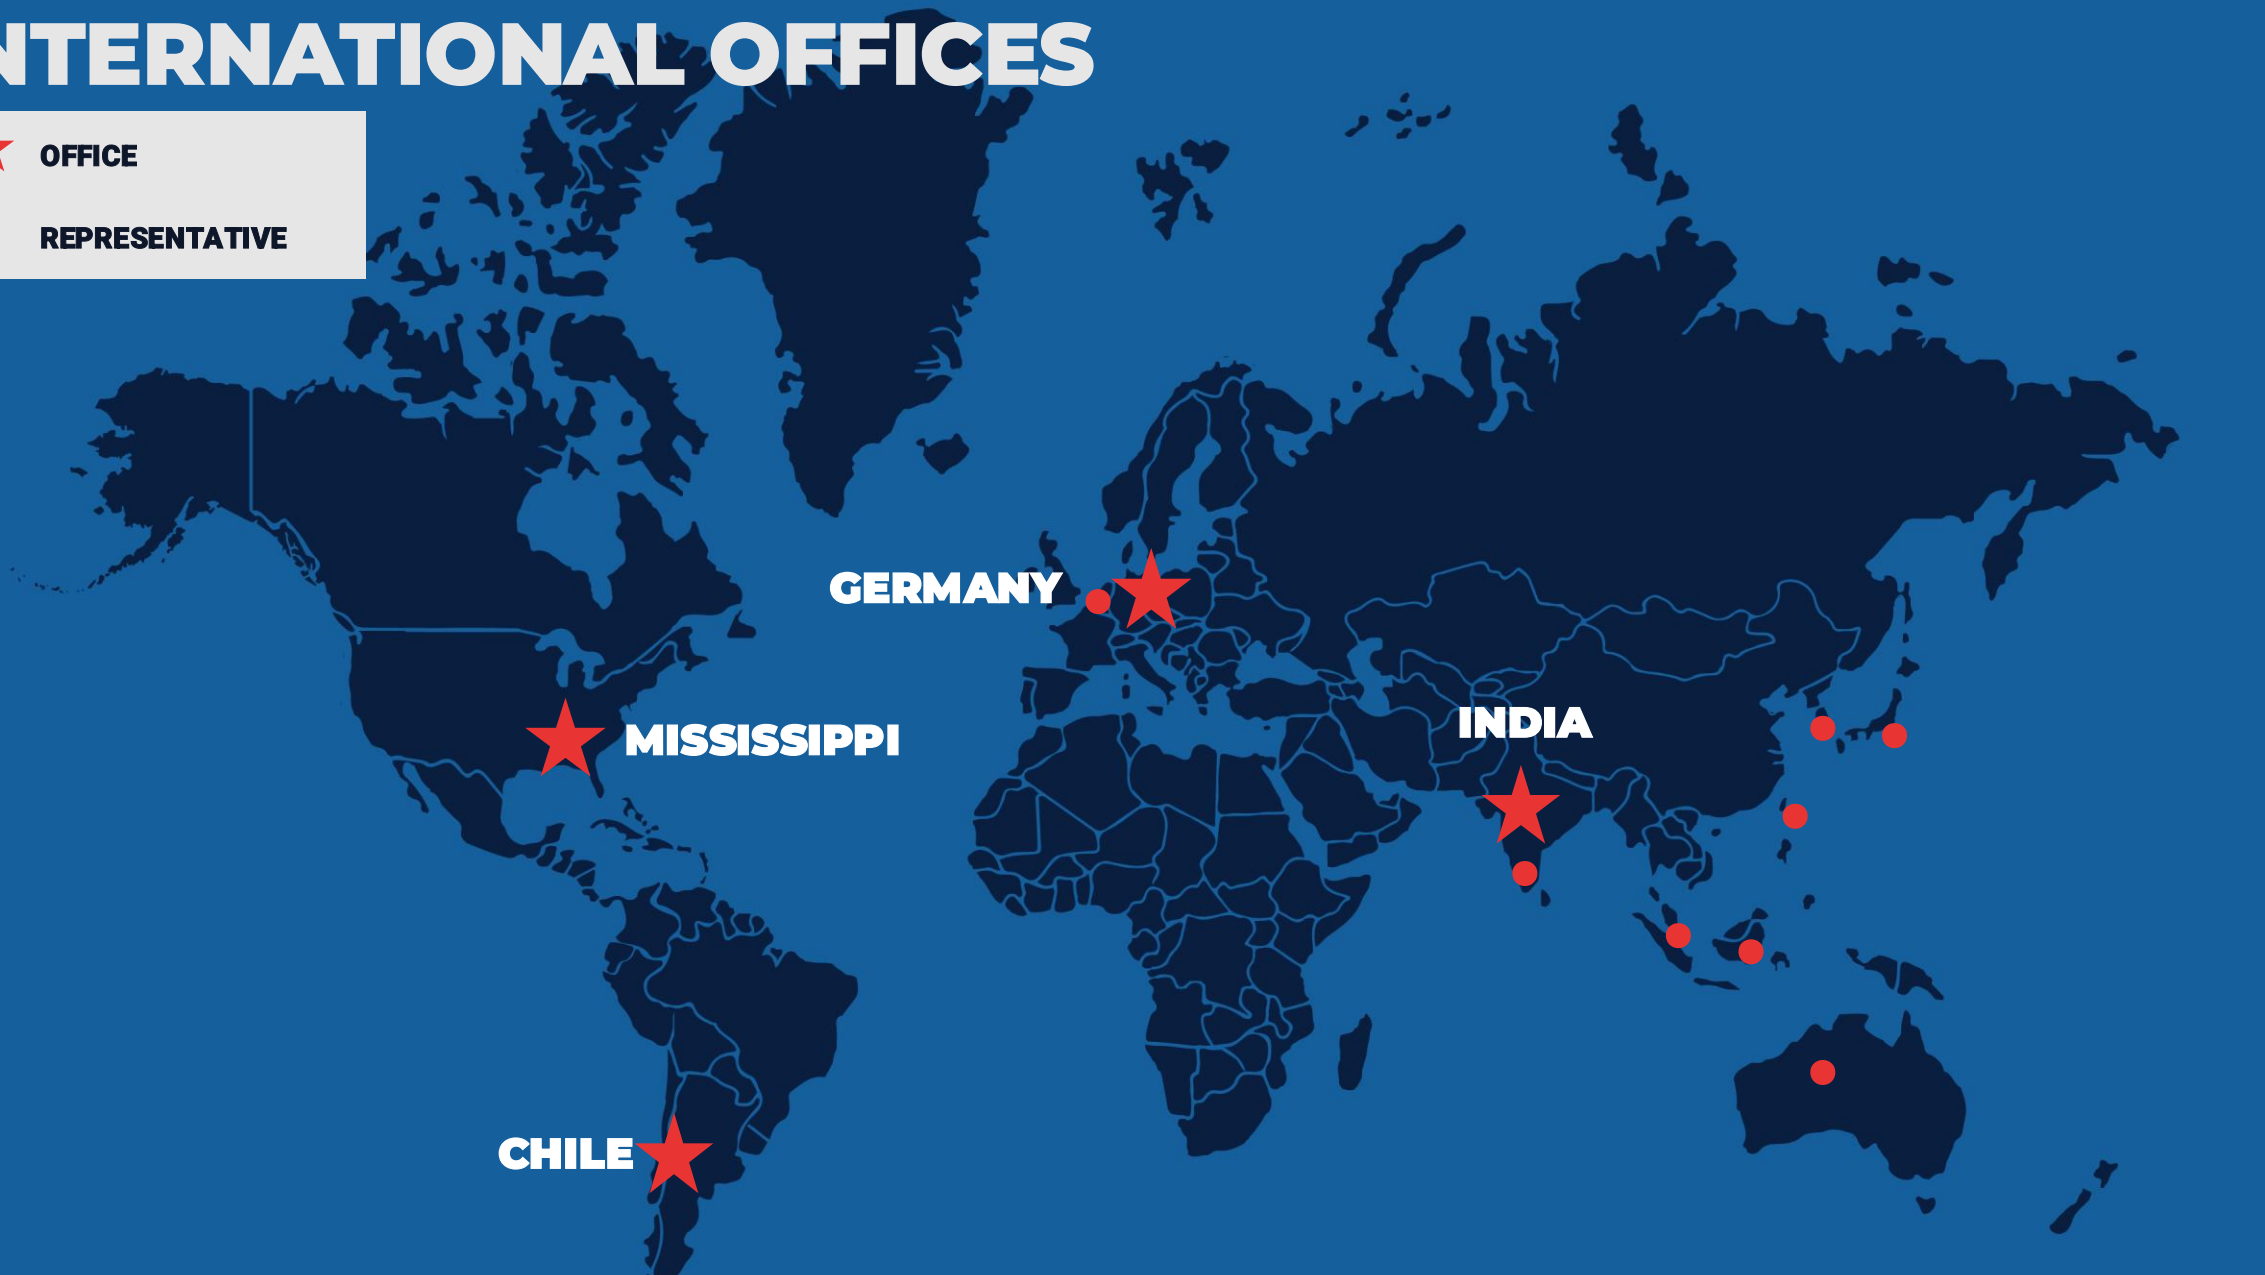 NTERNATIONAL OFFICES
OFFICE
REPRESENTATIVE
GERMANY
MISSISSIPPI
INDIA
CHILE